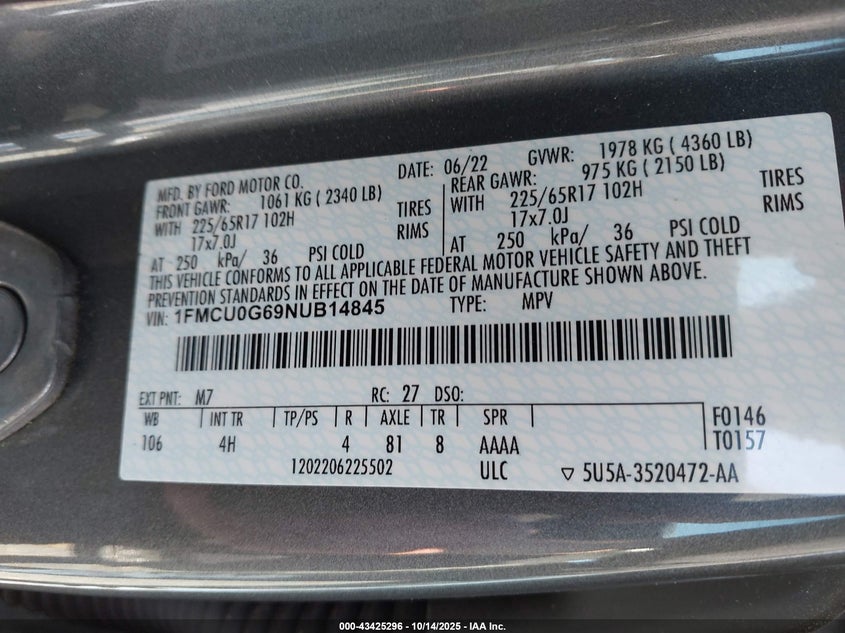 MFD. BY FORD MOTOR CO. DATE: 06/22 GVWR: 1978 KG ( 4360 LB)
FRONT GAWR: 1061 KG ( 2340 LB) REAR GAWR: 975 KG ( 2150 LB)
WITH 225/65R17 102H TIRES WITH 225/65R17 102H TIRES
17x7.0J RIMS 17x7.0J RIMS
AT 250 kPa/ 36 PSI COLD AT 250 kPa/ 36 PSI COLD
THIS VEHICLE CONFORMS TO ALL APPLICABLE FEDERAL MOTOR VEHICLE SAFETY AND THEFT
PREVENTION STANDARDS IN EFFECT ON THE DATE OF MANUFACTURE SHOWN ABOVE.
VIN: 1FMCU0G69NUB14845 TYPE: MPV
EXT PNT: M7 RC: 27 DSO:
WB INT TR TP/PS R AXLE TR SPR F0146
106 4H 4 81 8 AAAA T0157
1202206225502 ULC ▽ 5U5A-3520472-AA
000-43425296 - 10/14/2025 - IAA Inc.